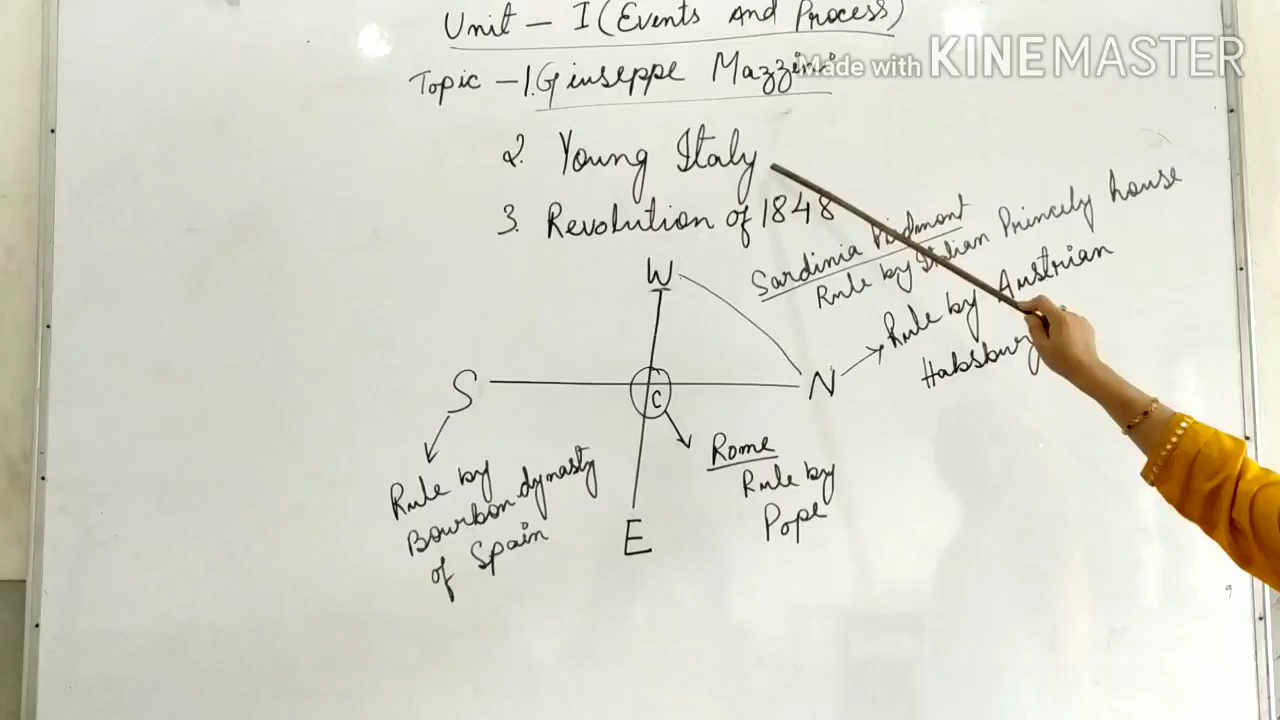 Unit - I (Events And Process)
Topic - 1. Giuseppe Mazzini
Made with KINEMASTER
2. Young Italy
3. Revolution of 1848
Sardinia Piedmont
Rule by Italian Princely house
W
N → Rule by Austrian
Habsburg
S
C
Rule by
Bourbon dynasty
of Spain
Rome
Rule by
Pope
E